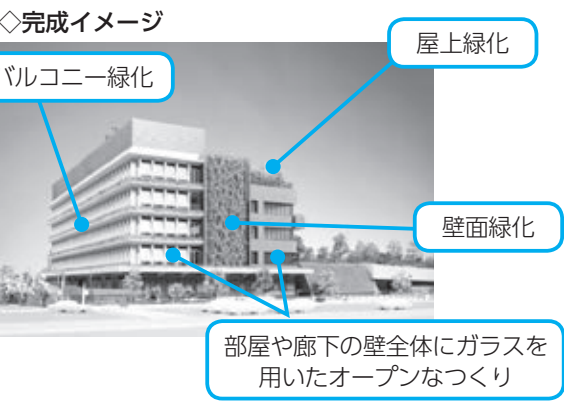 ◇完成イメージ
屋上緑化
バルコニー緑化
壁面緑化
部屋や廊下の壁全体にガラスを
用いたオープンなつくり